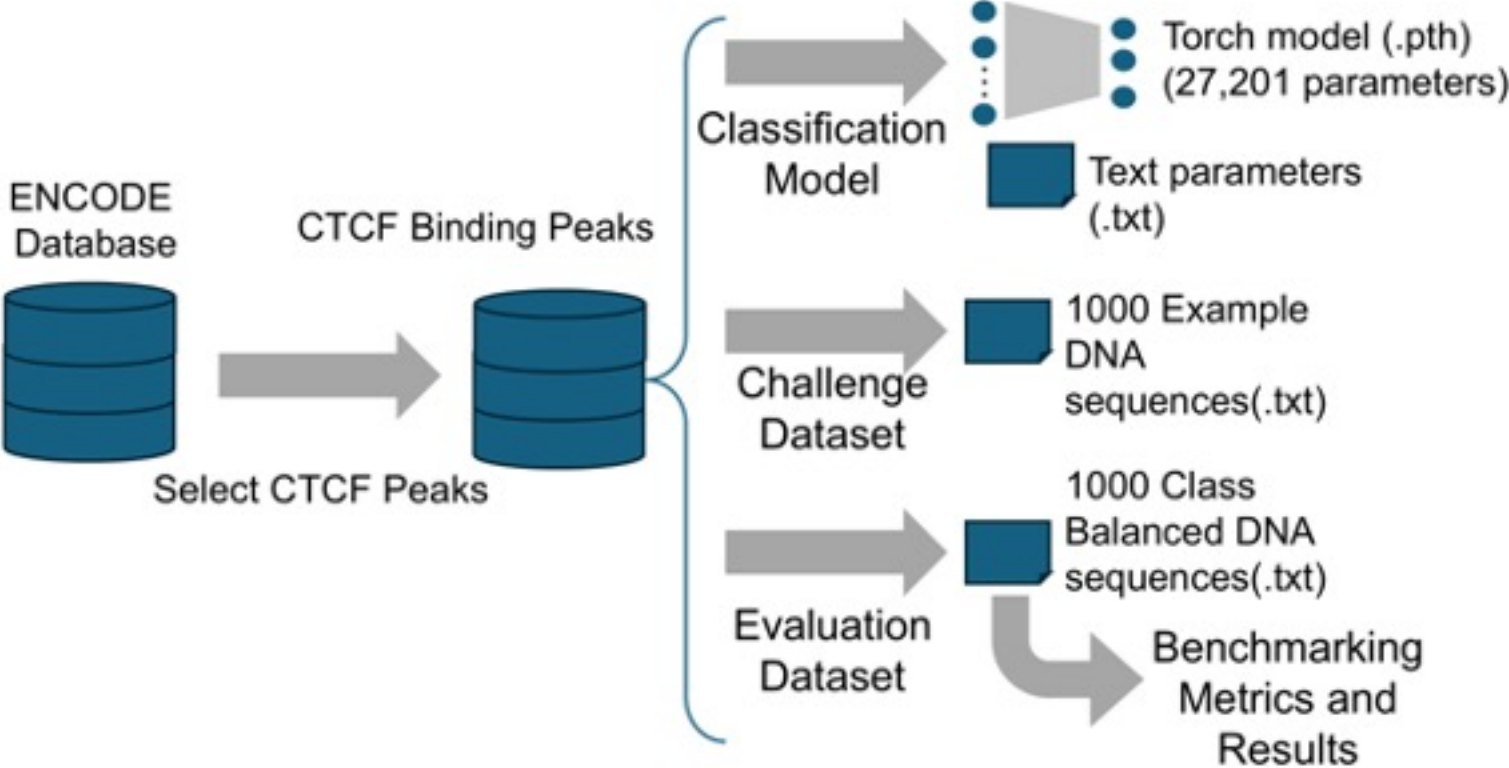 ENCODE
Database
Select CTCF Peaks
CTCF Binding Peaks
Classification
Model
Torch model (.pth)
(27,201 parameters)
Text parameters
(.txt)
Challenge
Dataset
1000 Example
DNA
sequences(.txt)
Evaluation
Dataset
1000 Class
Balanced DNA
sequences(.txt)
Benchmarking
Metrics and
Results